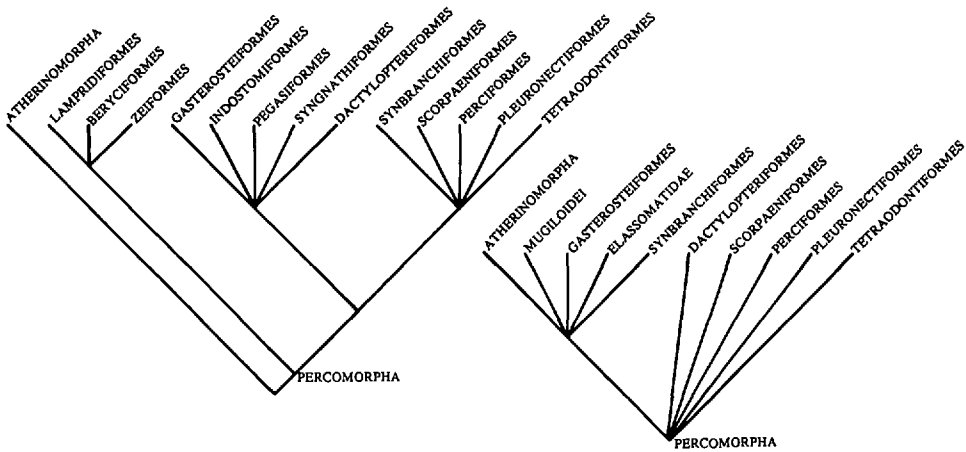 ATHERINOMORPHA
LAMPRIDIFORMES
BERYCIFORMES
ZEIFORMES
GASTEROSTEIFORMES
INDOSTOMIFORMES
PEGASIFORMES
SYNGNATHIFORMES
DACTYLOPTERIFORMES
SYNBRANCHIFORMES
SCORPAENIFORMES
PERCIFORMES
PLEURONECTIFORMES
TETRAODONTIFORMES
PERCOMORPHA
ATHERINOMORPHA
MUGILOIDEI
GASTEROSTEIFORMES
ELASSOMATIDAE
SYNBRANCHIFORMES
DACTYLOPTERIFORMES
SCORPAENIFORMES
PERCIFORMES
PLEURONECTIFORMES
TETRAODONTIFORMES
PERCOMORPHA